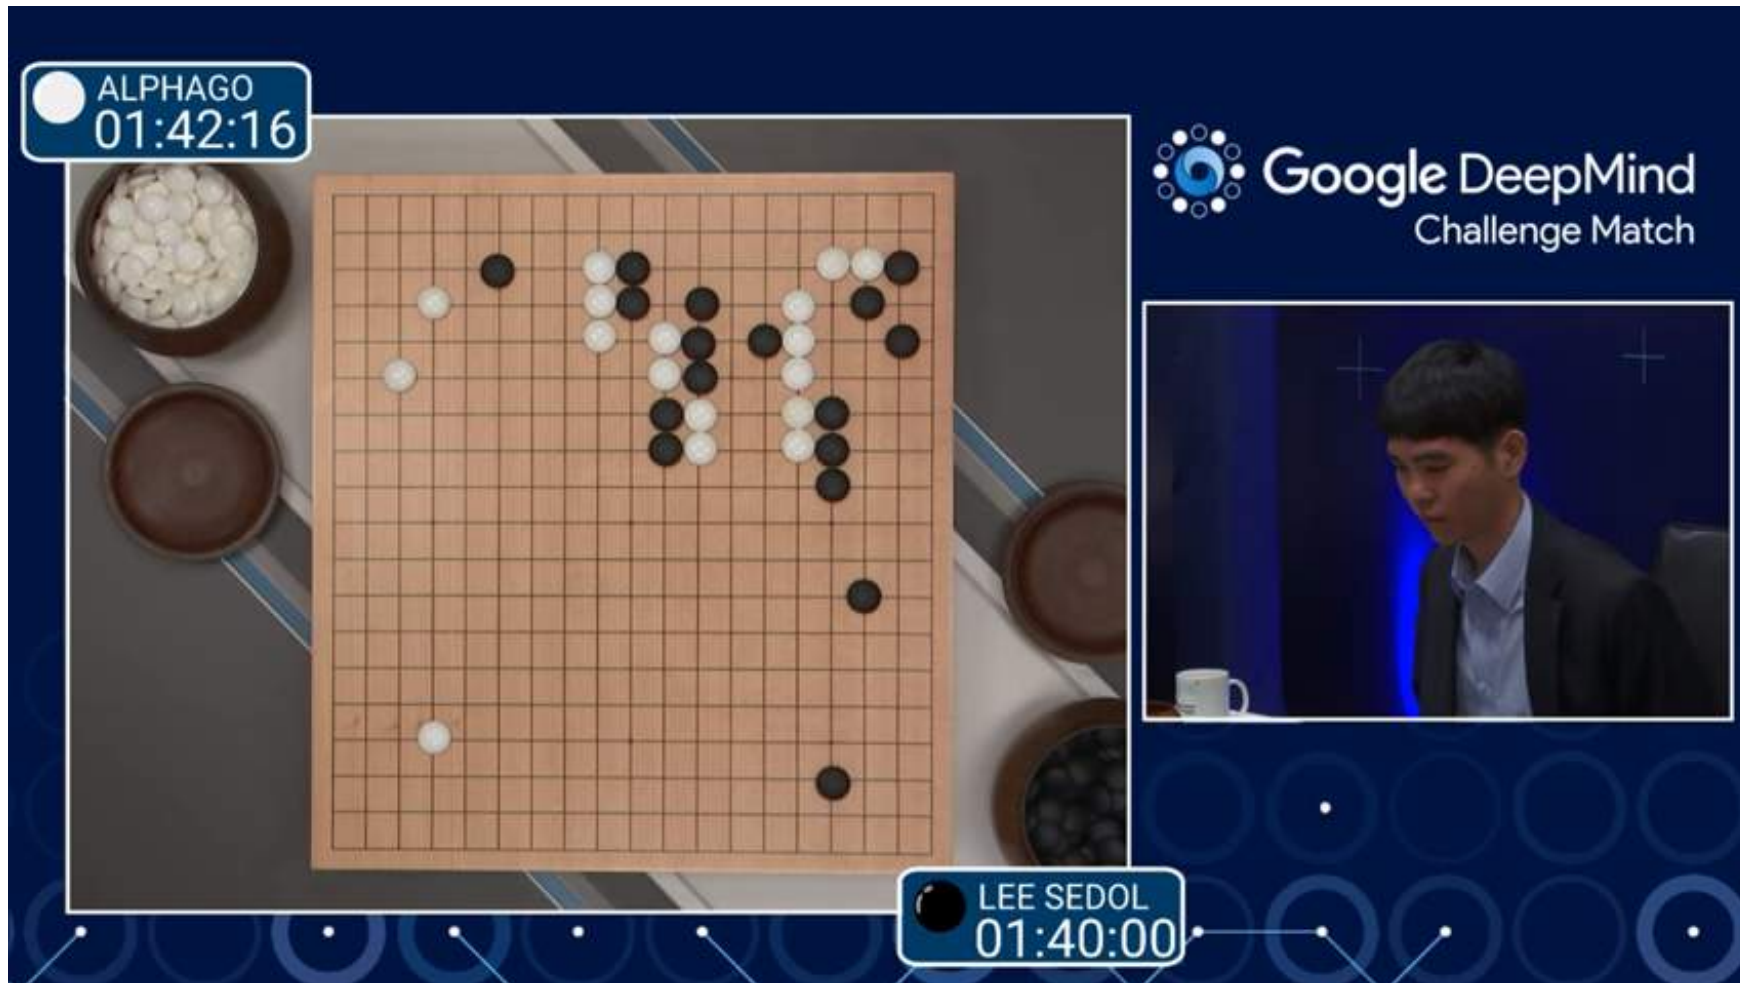 ALPHAGO
01:42:16
Google DeepMind
Challenge Match
LEE SEDOL
01:40:00